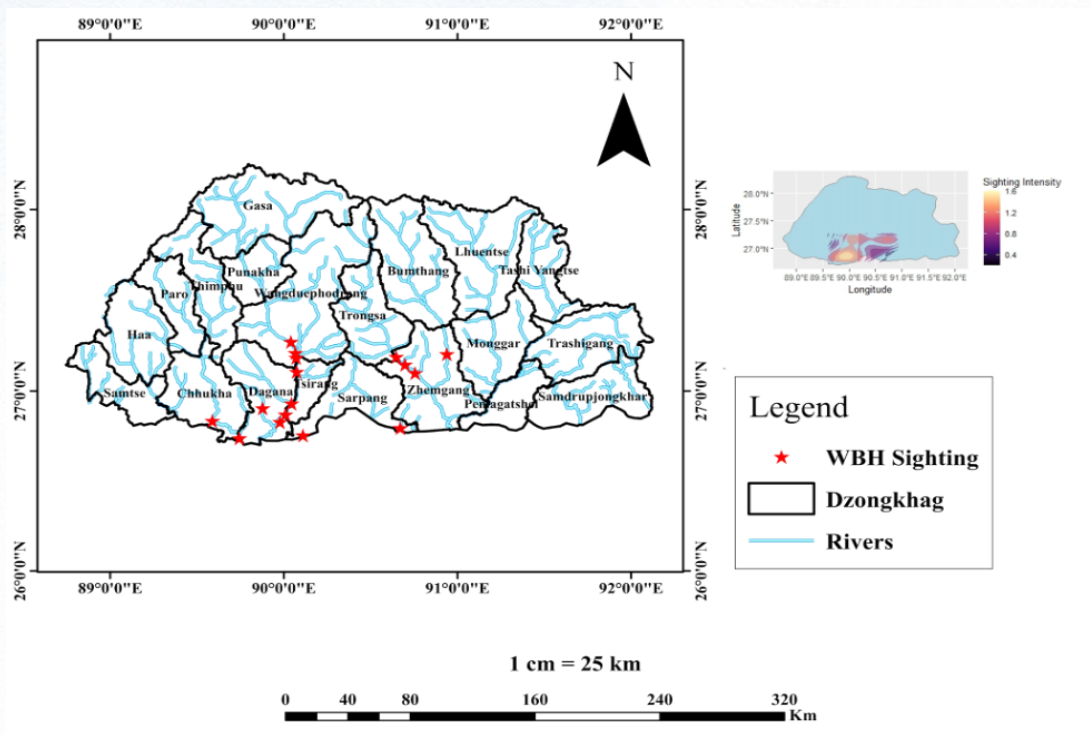 89°0'0"E 90°0'0"E 91°0'0"E 92°0'0"E
N
28°0'0"N 28°0'0"N
27°0'0"N 27°0'0"N
26°0'0"N 26°0'0"N
Gasa
Lhuentse
Punakha
Bumthang
Tashi Yangtse
Thimphu
Paro
Wangduephodrang
Trongsa
Haa
Monggar
Trashigang
Samtse
Chhukha
Dagana
Tsirang
Sarpang
Zhemgang
Pemagatshel
Samdrupjongkhar
89°0'0"E 90°0'0"E 91°0'0"E 92°0'0"E
Sighting Intensity
1.6
1.2
0.8
0.4
Latitude
28.0°N
27.5°N
27.0°N
89.0°E 89.5°E 90.0°E 90.5°E 91.0°E 91.5°E 92.0°E
Longitude
Legend
WBH Sighting
Dzongkhag
Rivers
1 cm = 25 km
0 40 80 160 240 320
Km